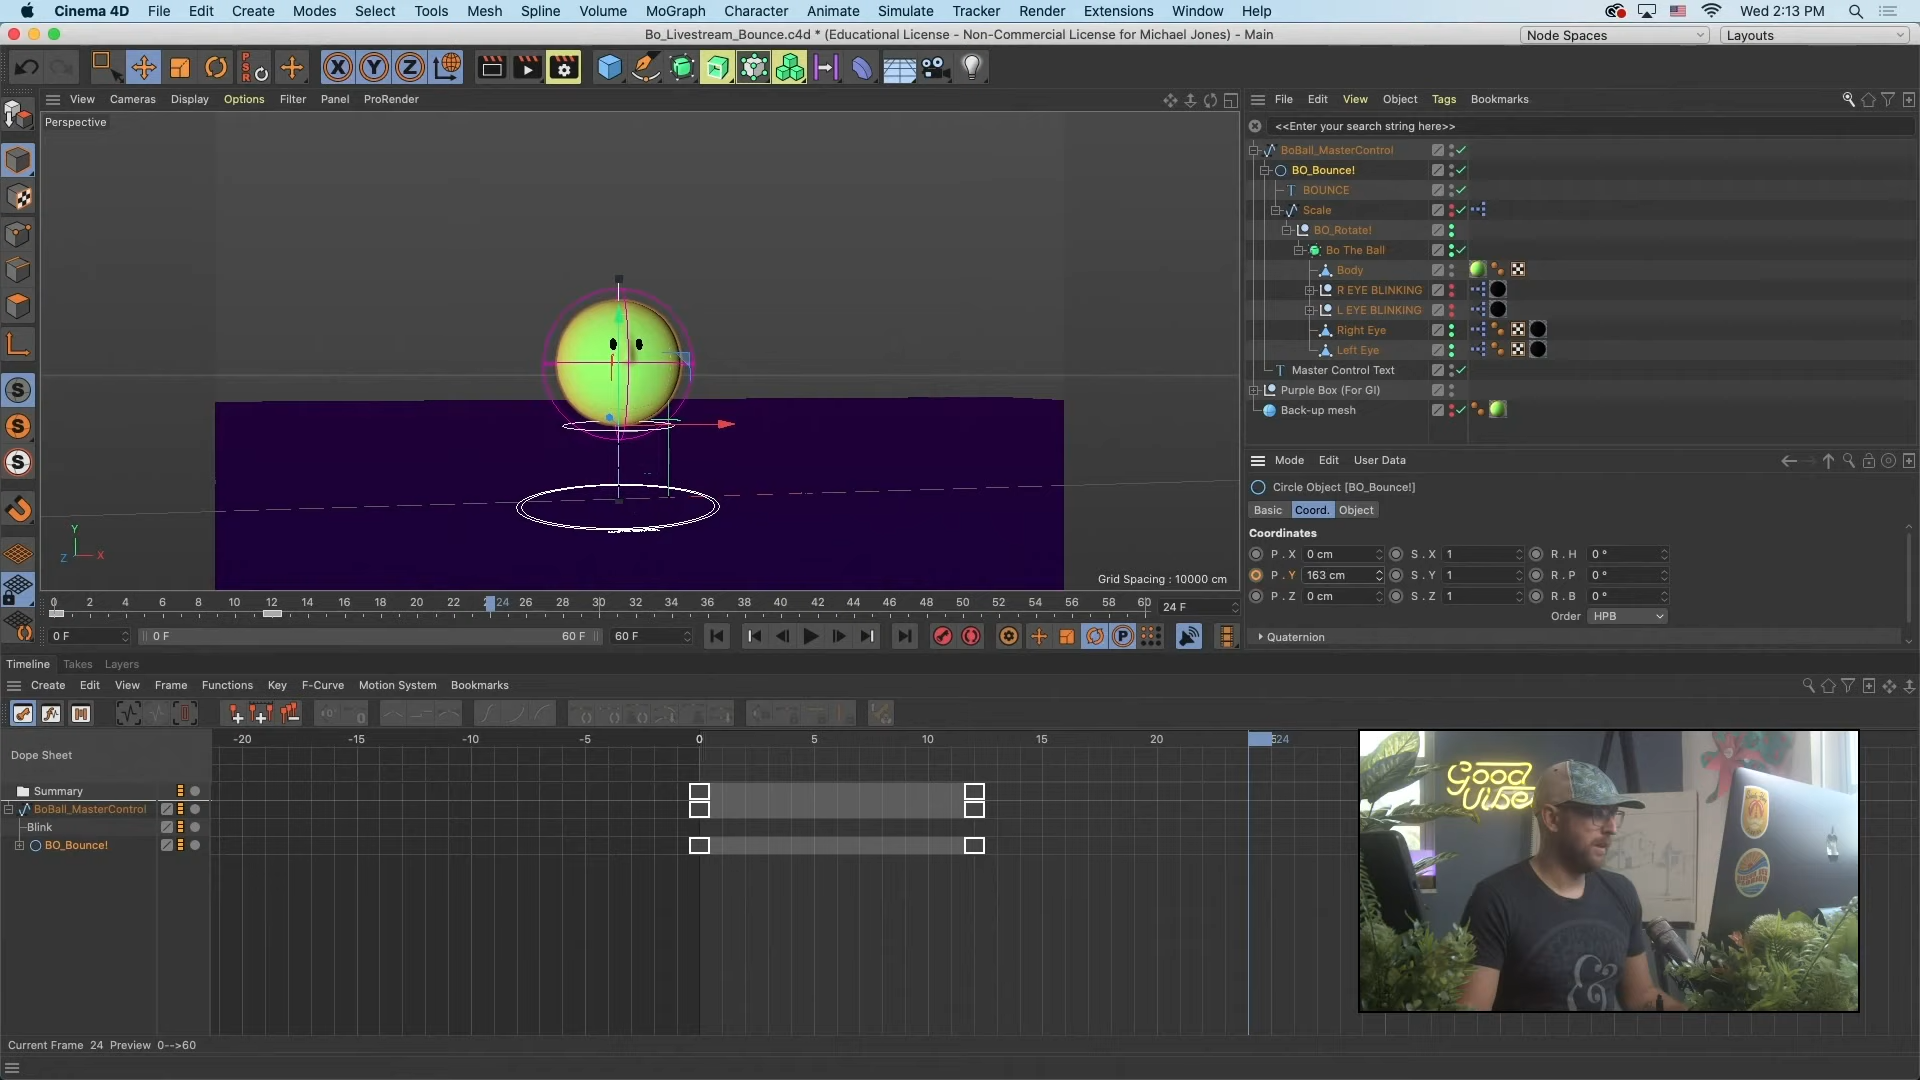 Cinema 4D File Edit Create Modes Select Tools Mesh Spline Volume MoGraph Character Animate Simulate Tracker Render Extensions Window Help Wed 2:13 PM
Bo_Livestream_Bounce.c4d * (Educational License - Non-Commercial License for Michael Jones) - Main
Node Spaces Layouts
X Y Z
PSR
View Cameras Display Options Filter Panel ProRender
File Edit View Object Tags Bookmarks
Perspective
<<Enter your search string here>>
BoBall_MasterControl
BO_Bounce!
BOUNCE
Scale
BO_Rotate!
Bo The Ball
Body
R EYE BLINKING
L EYE BLINKING
Right Eye
Left Eye
Master Control Text
Purple Box (For GI)
Back-up mesh
Y
Z X
Grid Spacing : 10000 cm
Mode Edit User Data
Circle Object [BO_Bounce!]
Basic Coord. Object
Coordinates
P . X 0 cm S . X 1 R . H 0 °
P . Y 163 cm S . Y 1 R . P 0 °
P . Z 0 cm S . Z 1 R . B 0 °
Order HPB
Quaternion
0 2 4 6 8 10 12 14 16 18 20 22 24 26 28 30 32 34 36 38 40 42 44 46 48 50 52 54 56 58 60 24 F
0 F 0 F 60 F 60 F
Timeline Takes Layers
Create Edit View Frame Functions Key F-Curve Motion System Bookmarks
-20 -15 -10 -5 0 5 10 15 20 24
Dope Sheet
Summary
BoBall_MasterControl
Blink
BO_Bounce!
Good
Vibe
Current Frame 24 Preview 0-->60